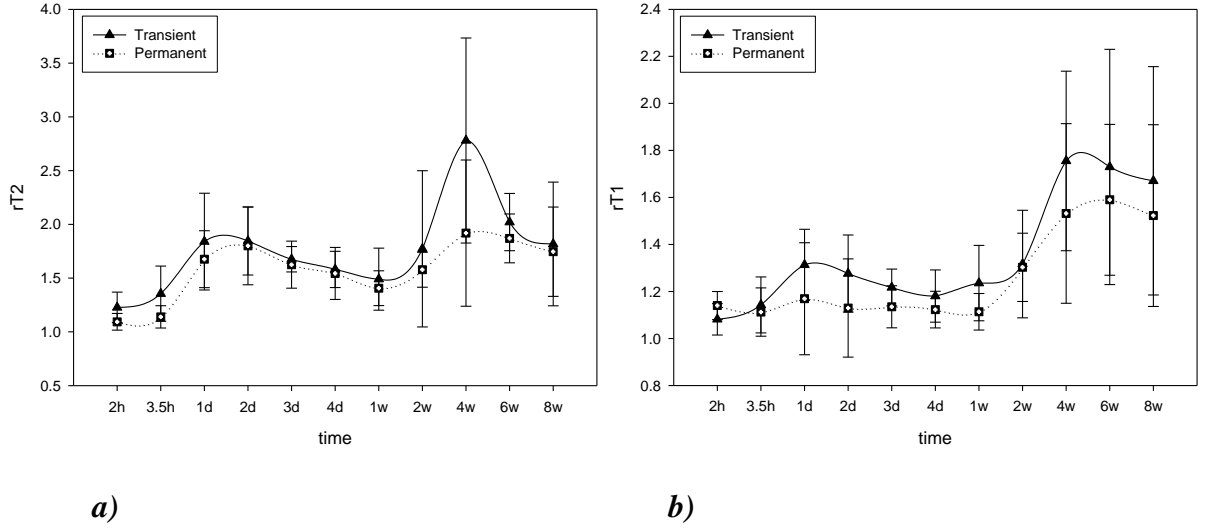 4.0
3.5
3.0
2.5
2.0
1.5
1.0
0.5
rT2
Transient
Permanent
2h 3.5h 1d 2d 3d 4d 1w 2w 4w 6w 8w
time
a)
2.4
2.2
2.0
1.8
1.6
1.4
1.2
1.0
0.8
rT1
Transient
Permanent
2h 3.5h 1d 2d 3d 4d 1w 2w 4w 6w 8w
time
b)